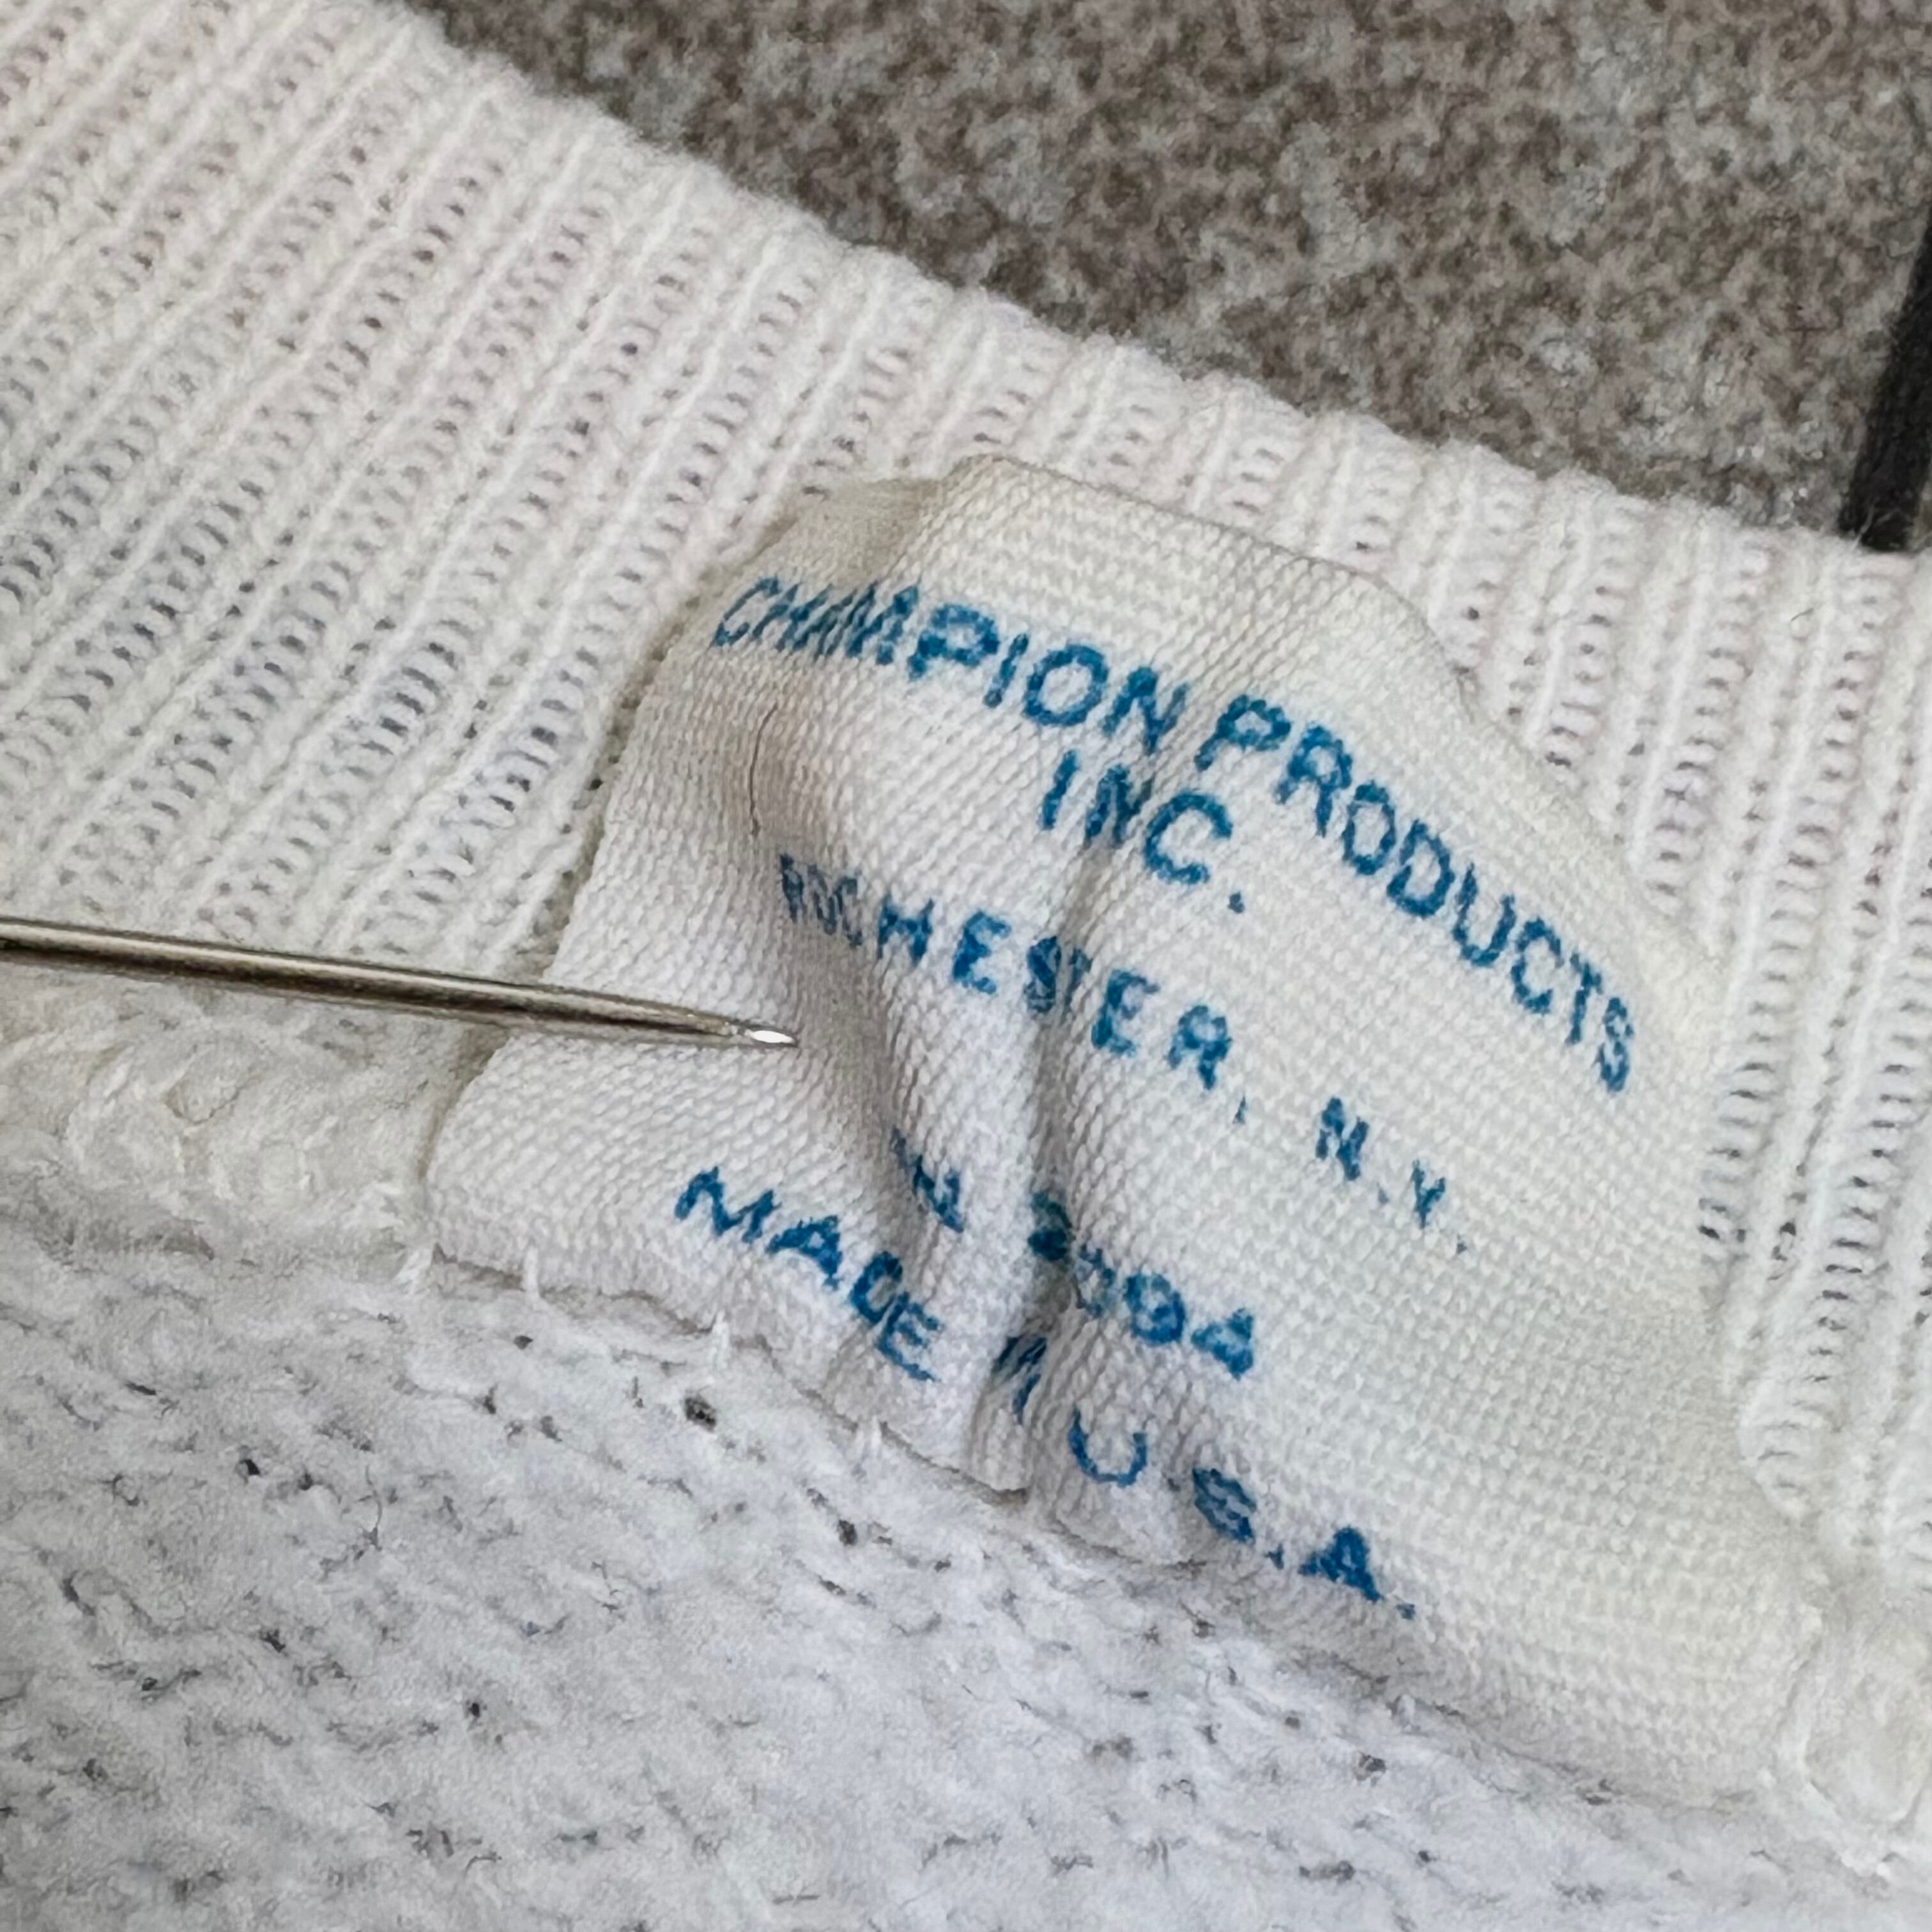 CHAMPION PRODUCTS
INC.
ROCHESTER, N.Y.
MADE IN U.S.A.